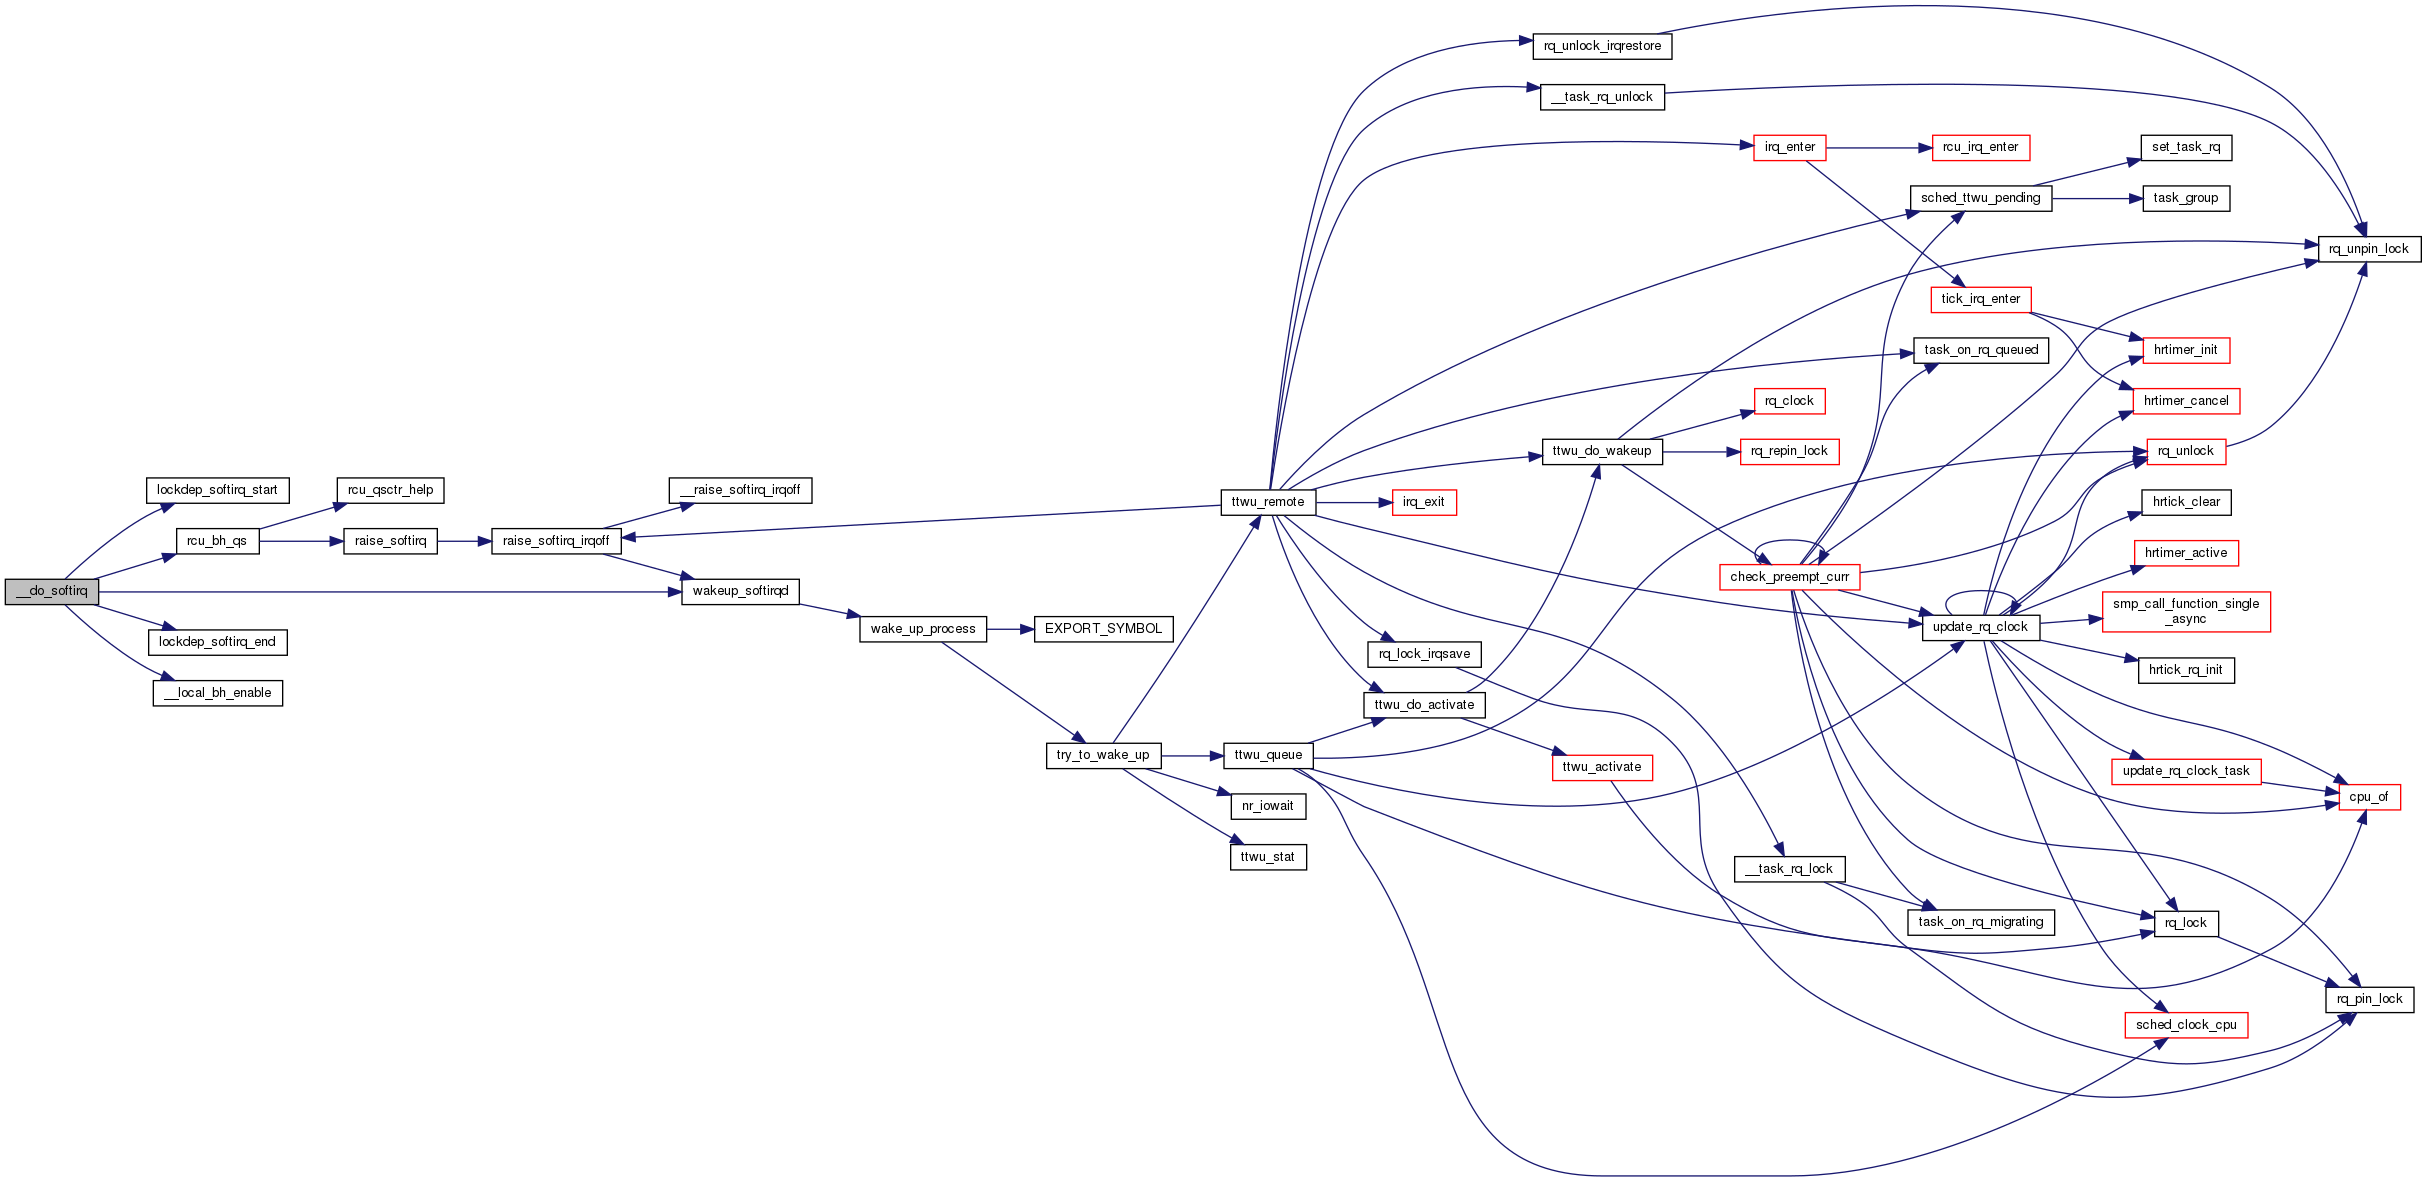 rq_unlock_irqrestore
__task_rq_unlock
irq_enter
rcu_irq_enter
set_task_rq
sched_ttwu_pending
task_group
rq_unpin_lock
tick_irq_enter
task_on_rq_queued
hrtimer_init
rq_clock
hrtimer_cancel
ttwu_do_wakeup
rq_repin_lock
rq_unlock
lockdep_softirq_start
rcu_qsctr_help
__raise_softirq_irqoff
ttwu_remote
irq_exit
hrtick_clear
rcu_bh_qs
raise_softirq
raise_softirq_irqoff
hrtimer_active
check_preempt_curr
__do_softirq
wakeup_softirqd
smp_call_function_single
_async
wake_up_process
EXPORT_SYMBOL
update_rq_clock
lockdep_softirq_end
rq_lock_irqsave
hrtick_rq_init
__local_bh_enable
ttwu_do_activate
try_to_wake_up
ttwu_queue
ttwu_activate
update_rq_clock_task
cpu_of
nr_iowait
ttwu_stat
__task_rq_lock
task_on_rq_migrating
rq_lock
rq_pin_lock
sched_clock_cpu